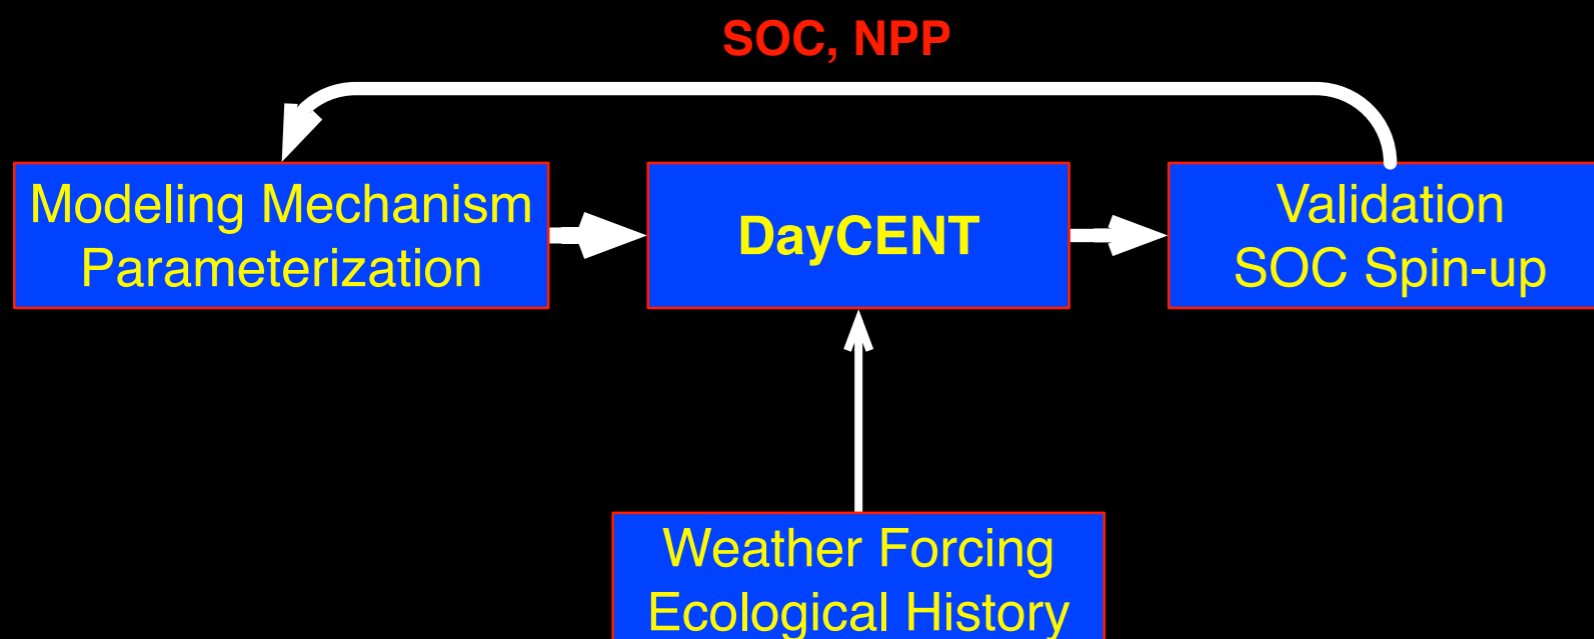 SOC, NPP
Modeling Mechanism
Parameterization
DayCENT
Validation
SOC Spin-up
Weather Forcing
Ecological History